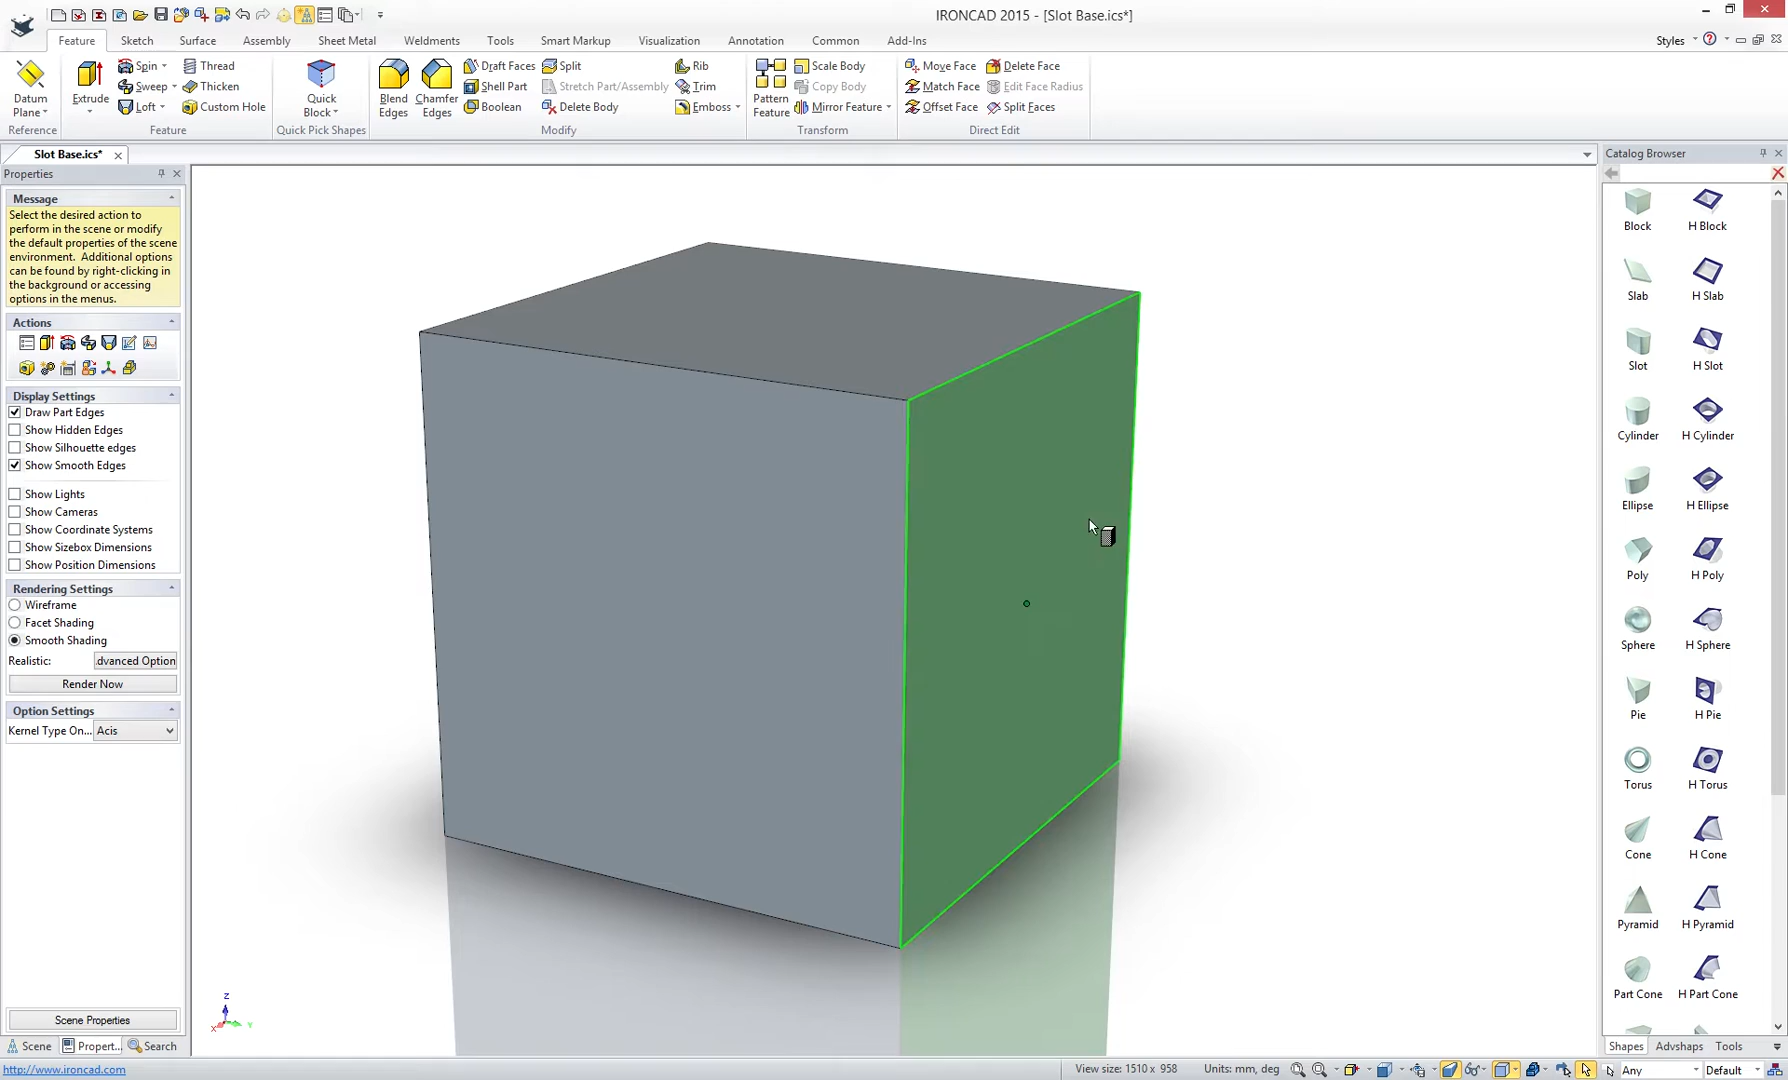 IRONCAD 2015 - [Slot Base.ics*]
Feature Sketch Surface Assembly Sheet Metal Weldments Tools Smart Markup Visualization Annotation Common Add-Ins Styles
Datum Plane
Reference
Extrude
Spin
Sweep
Loft
Thread
Thicken
Custom Hole
Feature
Quick Block
Quick Pick Shapes
Blend Edges
Chamfer Edges
Draft Faces
Shell Part
Boolean
Split
Stretch Part/Assembly
Delete Body
Rib
Trim
Emboss
Modify
Pattern Feature
Scale Body
Copy Body
Mirror Feature
Transform
Move Face
Match Face
Offset Face
Delete Face
Edit Face Radius
Split Faces
Direct Edit
Slot Base.ics*
Properties
Message
Select the desired action to
perform in the scene or modify
the default properties of the scene
environment. Additional options
can be found by right-clicking in
the background or accessing
options in the menus.
Actions
Display Settings
Draw Part Edges
Show Hidden Edges
Show Silhouette edges
Show Smooth Edges
Show Lights
Show Cameras
Show Coordinate Systems
Show Sizebox Dimensions
Show Position Dimensions
Rendering Settings
Wireframe
Facet Shading
Smooth Shading
Realistic: .dvanced Option
Render Now
Option Settings
Kernel Type On... Acis
Scene Properties
Scene Propert... Search
Z
X
Y
Catalog Browser
Block H Block
Slab H Slab
Slot H Slot
Cylinder H Cylinder
Ellipse H Ellipse
Poly H Poly
Sphere H Sphere
Pie H Pie
Torus H Torus
Cone H Cone
Pyramid H Pyramid
Part Cone H Part Cone
Shapes Advshaps Tools
http://www.ironcad.com
View size: 1510 x 958
Units: mm, deg
Any
Default